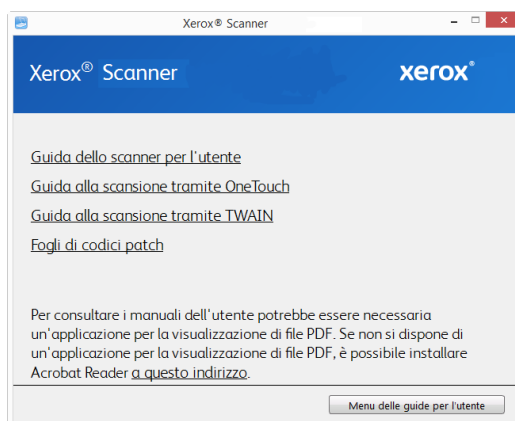 Xerox® Scanner
Xerox® Scanner
xerox®
Guida dello scanner per l'utente
Guida alla scansione tramite OneTouch
Guida alla scansione tramite TWAIN
Fogli di codici patch
Per consultare i manuali dell'utente potrebbe essere necessaria
un'applicazione per la visualizzazione di file PDF. Se non si dispone di
un'applicazione per la visualizzazione di file PDF, è possibile installare
Acrobat Reader a questo indirizzo.
Menu delle guide per l'utente